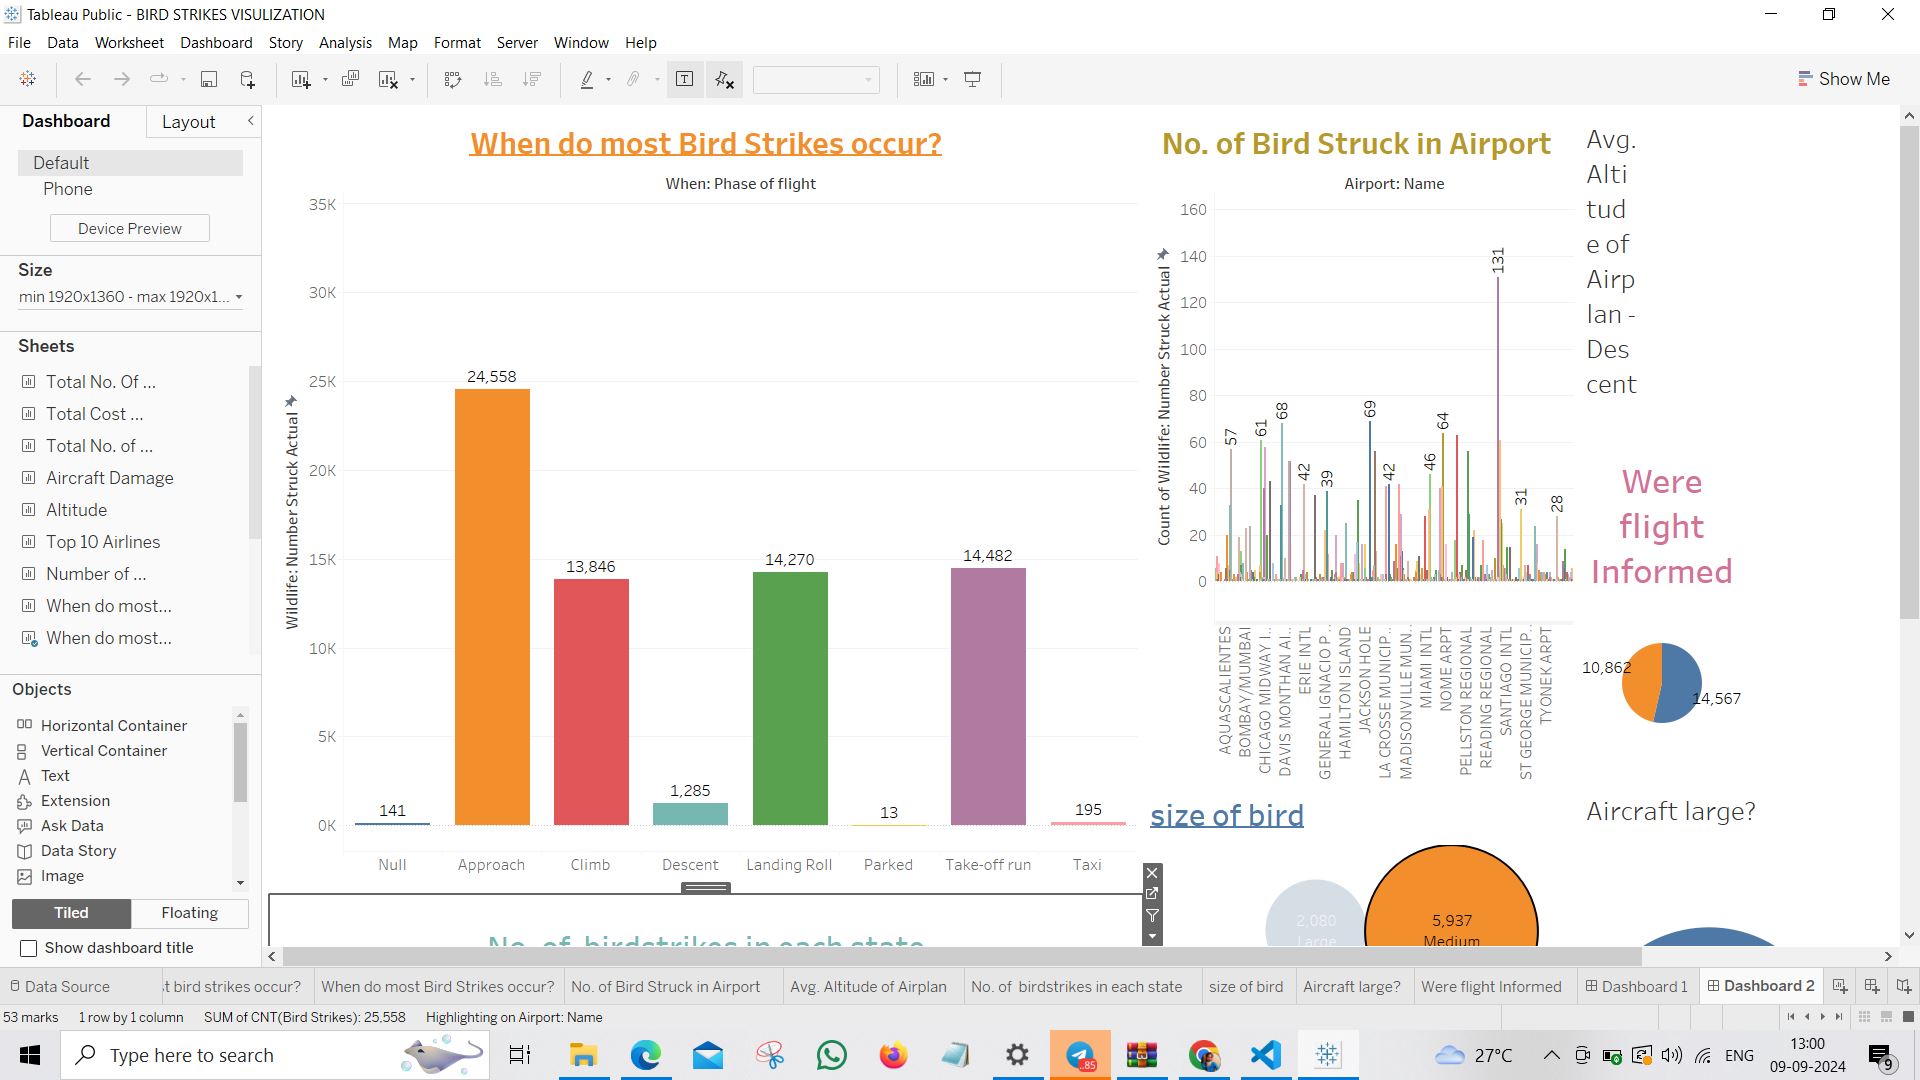 Tableau Public - BIRD STRIKES VISULIZATION
File Data Worksheet Dashboard Story Analysis Map Format Server Window Help
Show Me
Dashboard Layout
Default
Phone
Device Preview
Size
min 1920x1360 - max 1920x1...
Sheets
Total No. Of ...
Total Cost ...
Total No. of ...
Aircraft Damage
Altitude
Top 10 Airlines
Number of ...
When do most...
When do most...
Objects
Horizontal Container
Vertical Container
Text
Extension
Ask Data
Data Story
Image
Tiled Floating
Show dashboard title
When do most Bird Strikes occur?
When: Phase of flight
Wildlife: Number Struck Actual
35K
30K
25K
20K
15K
10K
5K
0K
141
24,558
13,846
1,285
14,270
13
14,482
195
Null Approach Climb Descent Landing Roll Parked Take-off run Taxi
No. of birdstrikes in each state
No. of Bird Struck in Airport
Airport: Name
Count of Wildlife: Number Struck Actual
160
140
120
100
80
60
40
20
0
57
61
68
42
39
69
42
46
64
131
31
28
AQUASCALIENTES
BOMBAY/MUMBAI
CHICAGO MIDWAY I..
DAVIS MONTHAN AI..
ERIE INTL
GENERAL IGNACIO P..
HAMILTON ISLAND
JACKSON HOLE
LA CROSSE MUNICIP..
MADISONVILLE MUN..
MIAMI INTL
NOME ARPT
PELLSTON REGIONAL
READING REGIONAL
SANTIAGO INTL
ST GEORGE MUNICIP..
TYONEK ARPT
size of bird
2,080
Large
5,937
Medium
Avg.
Alti
tud
e of
Airp
lan -
Des
cent
Were
flight
Informed
10,862
14,567
Aircraft large?
Data Source t bird strikes occur? When do most Bird Strikes occur? No. of Bird Struck in Airport Avg. Altitude of Airplan No. of birdstrikes in each state size of bird Aircraft large? Were flight Informed Dashboard 1 Dashboard 2
53 marks 1 row by 1 column SUM of CNT(Bird Strikes): 25,558 Highlighting on Airport: Name
Type here to search
..85
27°C
ENG
13:00
09-09-2024
9